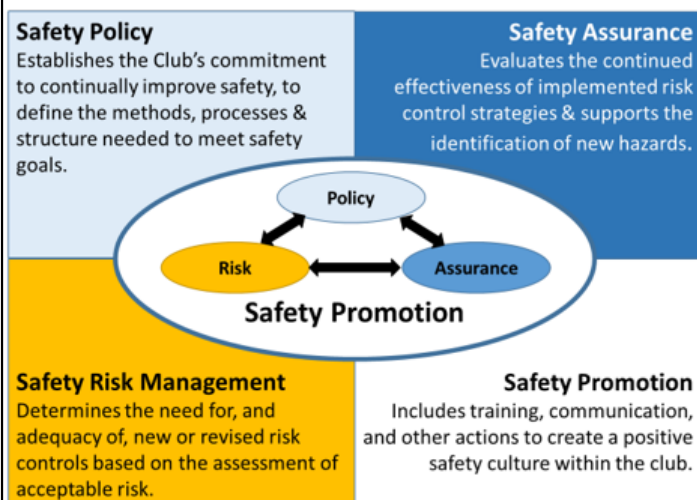 Safety Policy
Establishes the Club's commitment
to continually improve safety, to
define the methods, processes &
structure needed to meet safety
goals.
Safety Assurance
Evaluates the continued
effectiveness of implemented risk
control strategies & supports the
identification of new hazards.
Policy
Risk
Assurance
Safety Promotion
Safety Risk Management
Determines the need for, and
adequacy of, new or revised risk
controls based on the assessment of
acceptable risk.
Safety Promotion
Includes training, communication,
and other actions to create a positive
safety culture within the club.